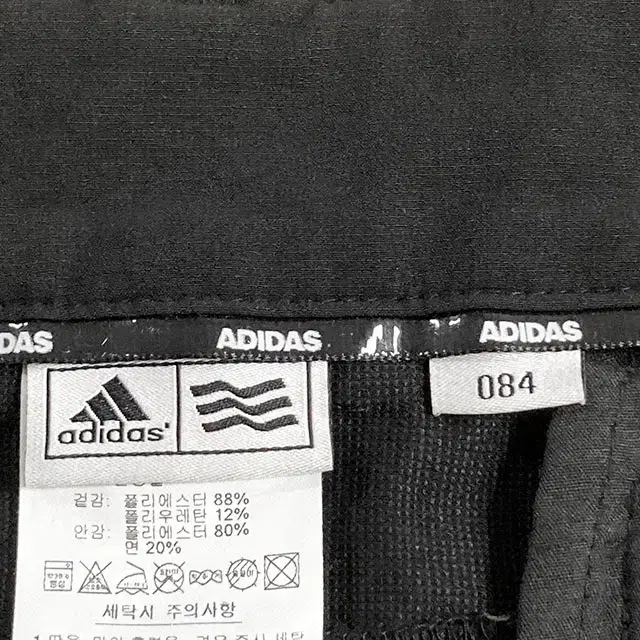 DAS ADIDAS ADIDAS
adidas
084
겉감: 폴리에스터 88%
폴리우레탄 12%
안감: 폴리에스터 80%
면 20%
세탁시 주의사항